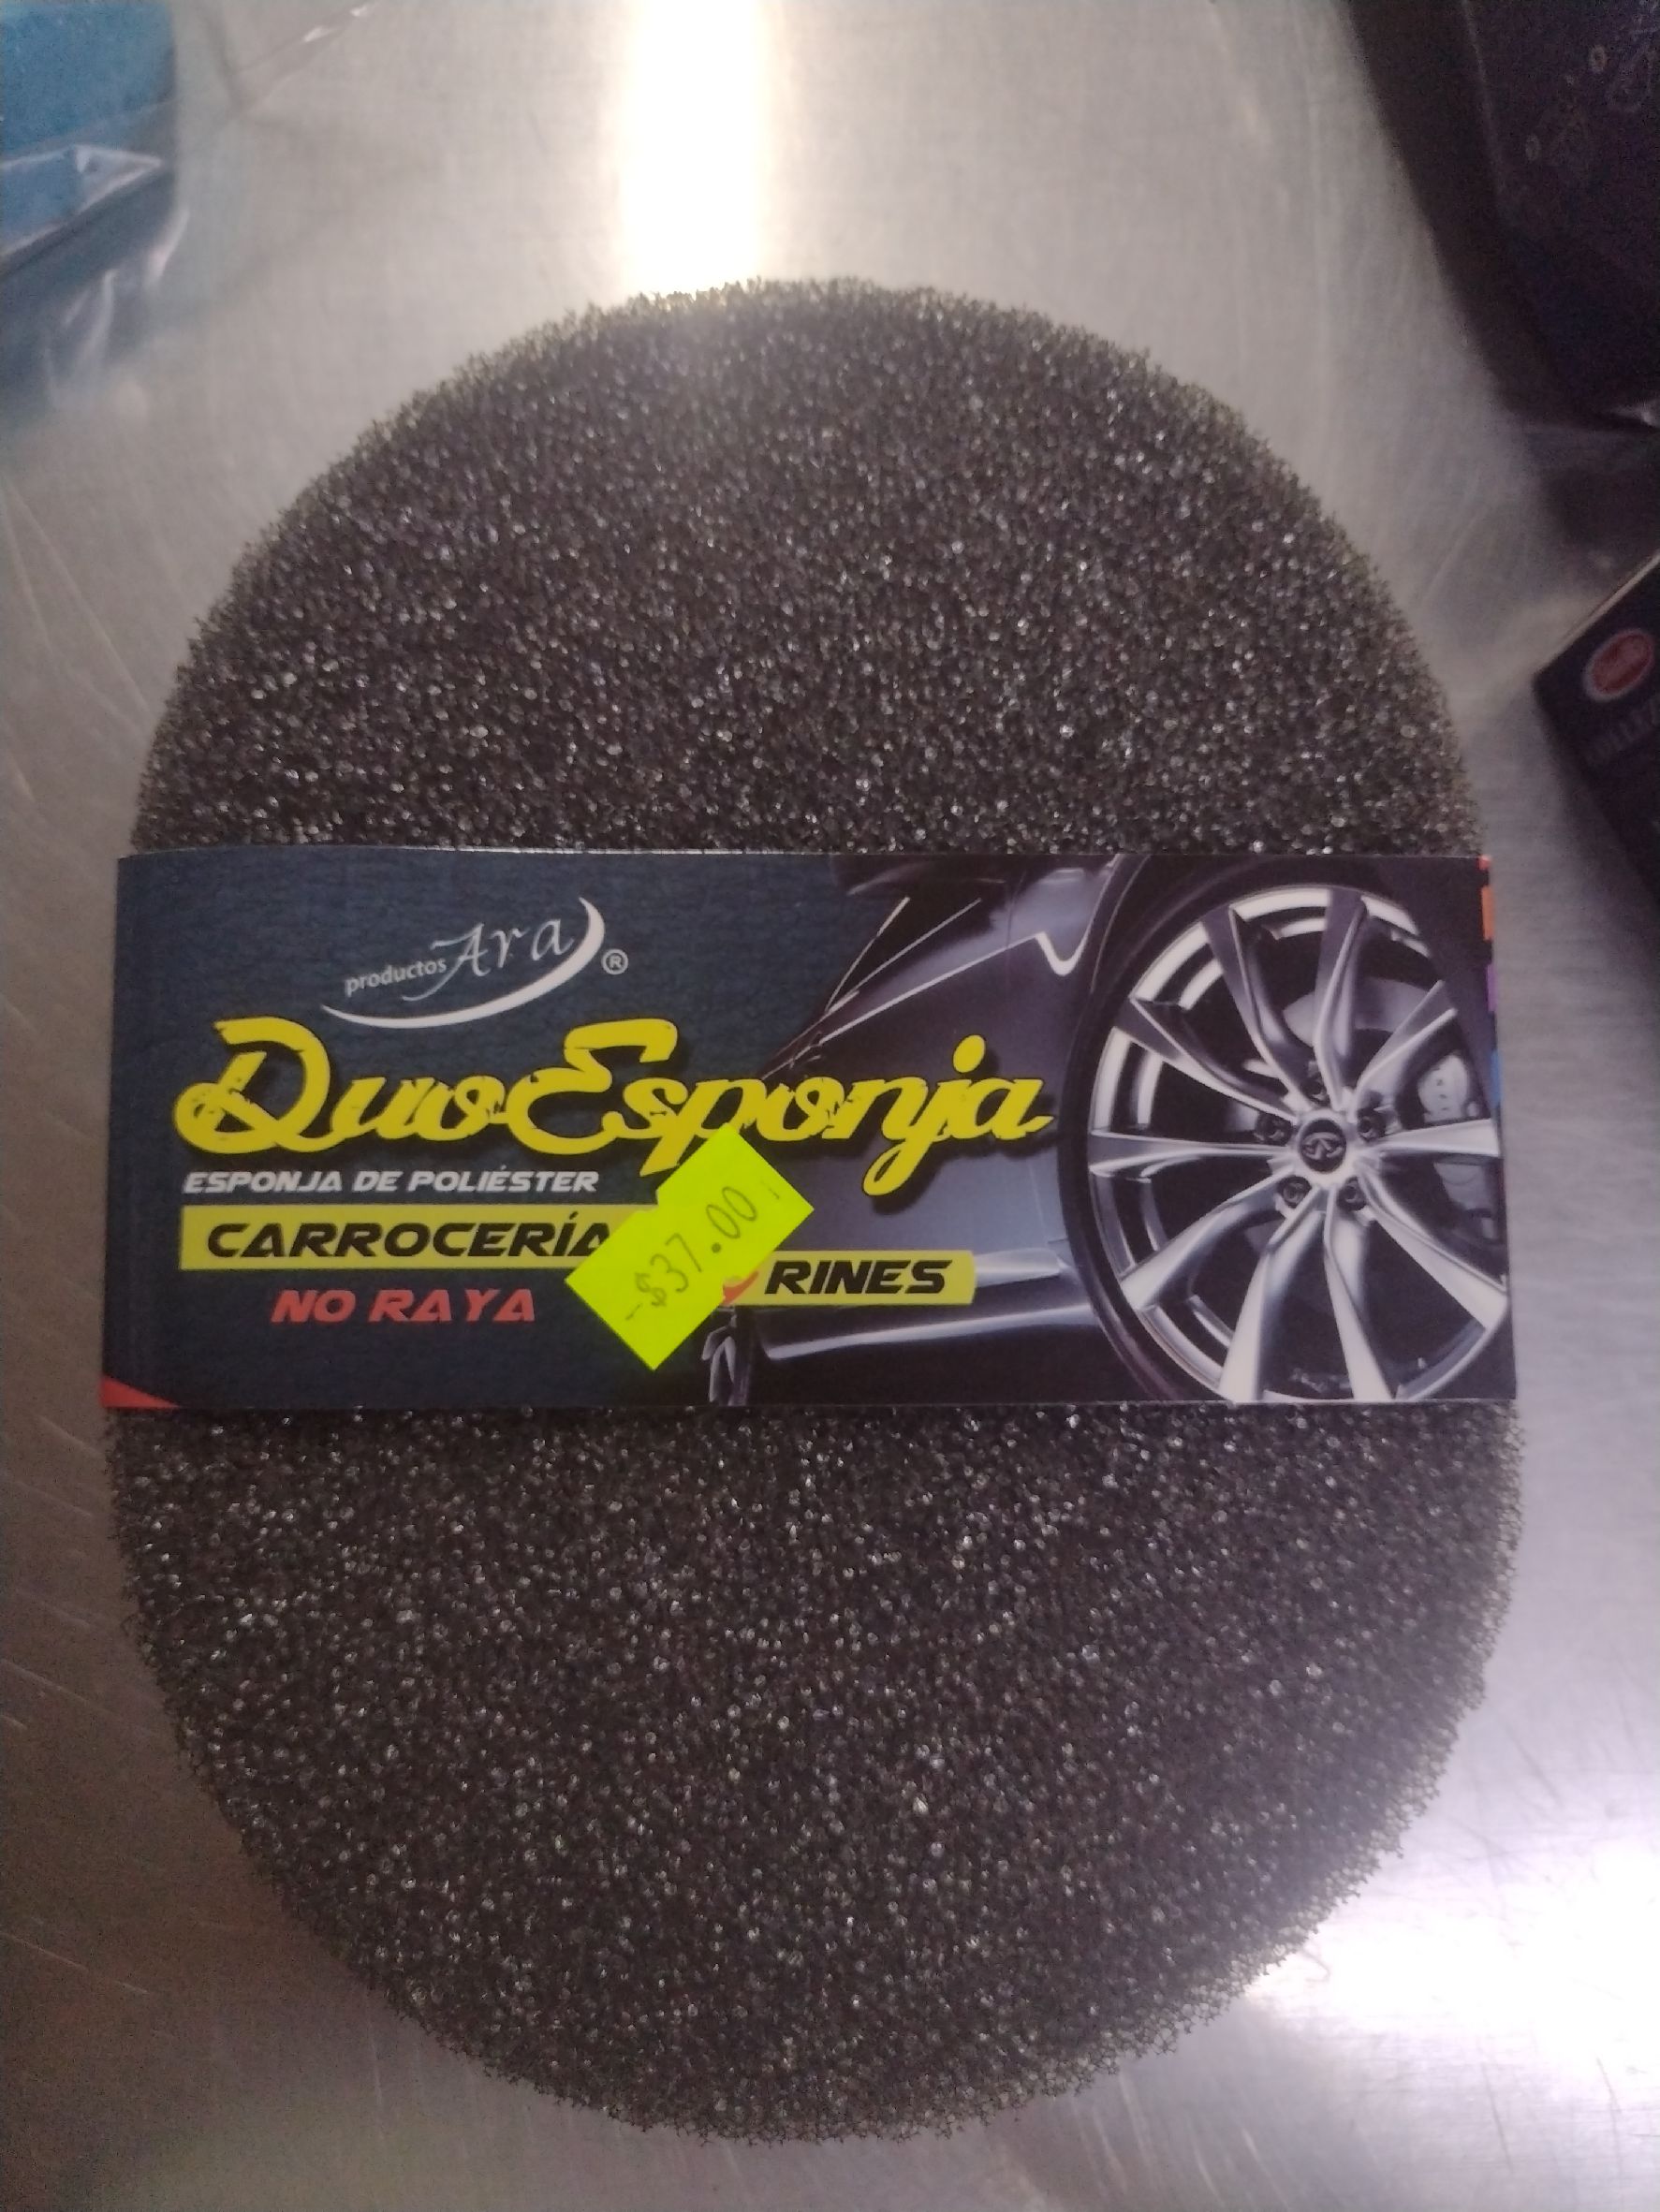 productos Ara ®
DuoEsponja
ESPONJA DE POLIÉSTER
CARROCERÍA
RINES
NO RAYA
$37.00